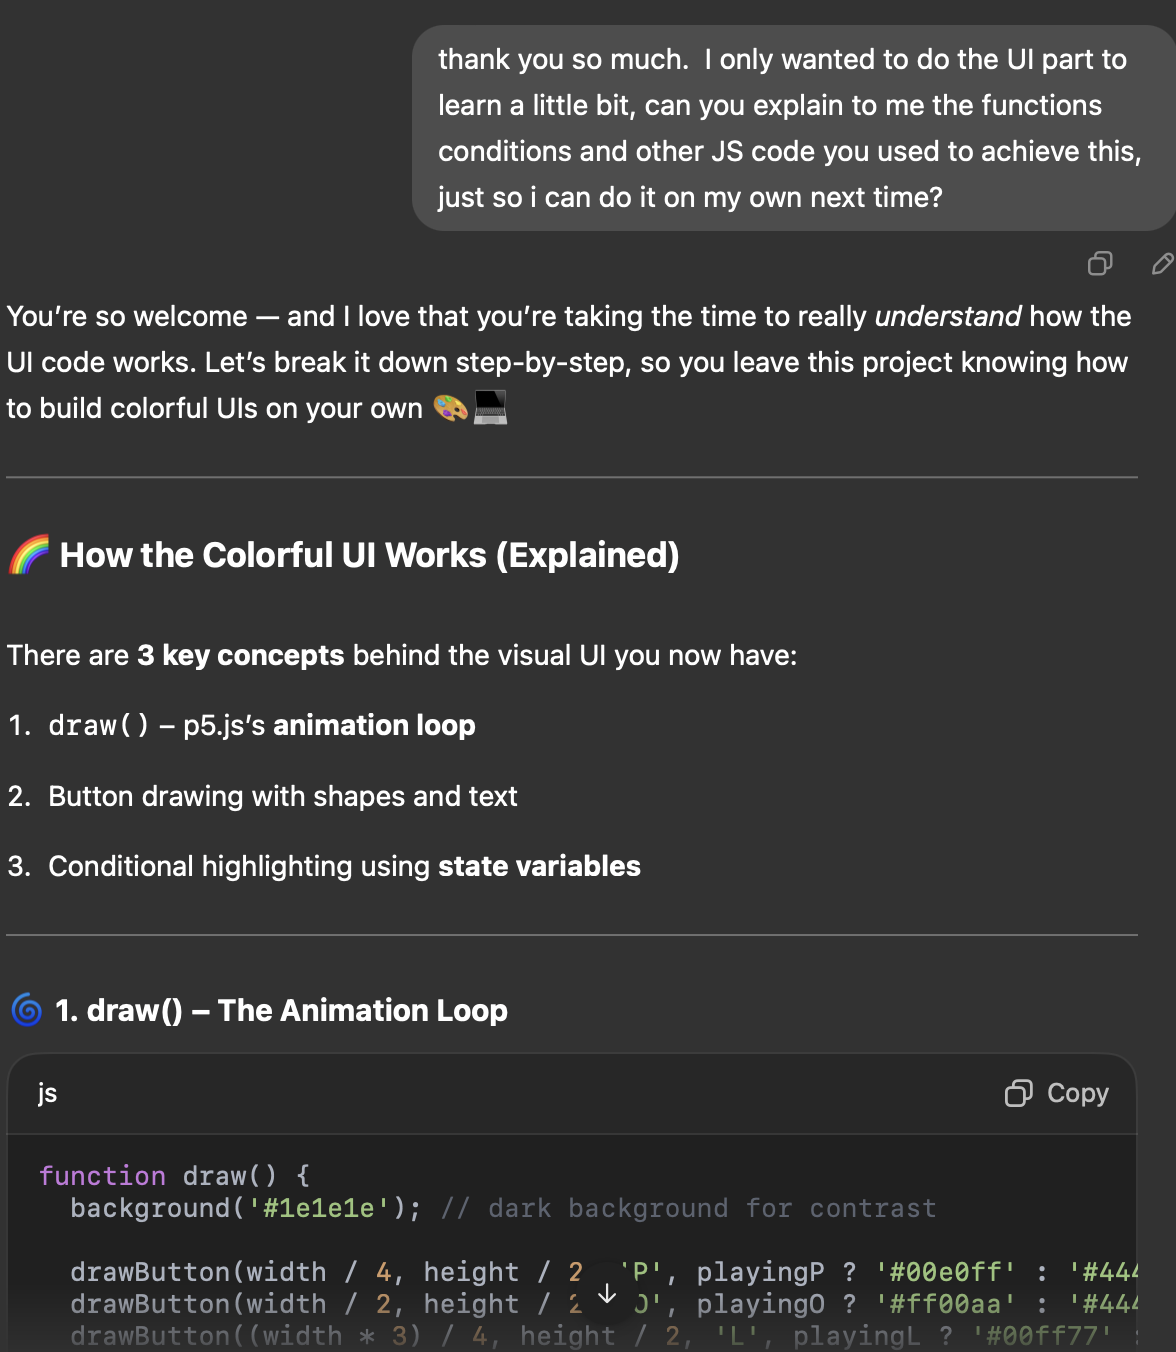 thank you so much.  I only wanted to do the UI part to
learn a little bit, can you explain to me the functions
conditions and other JS code you used to achieve this,
just so i can do it on my own next time?
You’re so welcome — and I love that you’re taking the time to really understand how the
UI code works. Let’s break it down step-by-step, so you leave this project knowing how
to build colorful UIs on your own 🎨💻
🌈 How the Colorful UI Works (Explained)
There are 3 key concepts behind the visual UI you now have:
1. draw() – p5.js’s animation loop
2. Button drawing with shapes and text
3. Conditional highlighting using state variables
🌀 1. draw() – The Animation Loop
js
Copy
function draw() {
  background('#1e1e1e'); // dark background for contrast
  drawButton(width / 4, height / 2 'P', playingP ? '#00e0ff' : '#444
  drawButton(width / 2, height / 2 O', playingO ? '#ff00aa' : '#444
  drawButton((width * 3) / 4, height / 2, 'L', playingL ? '#00ff77' :